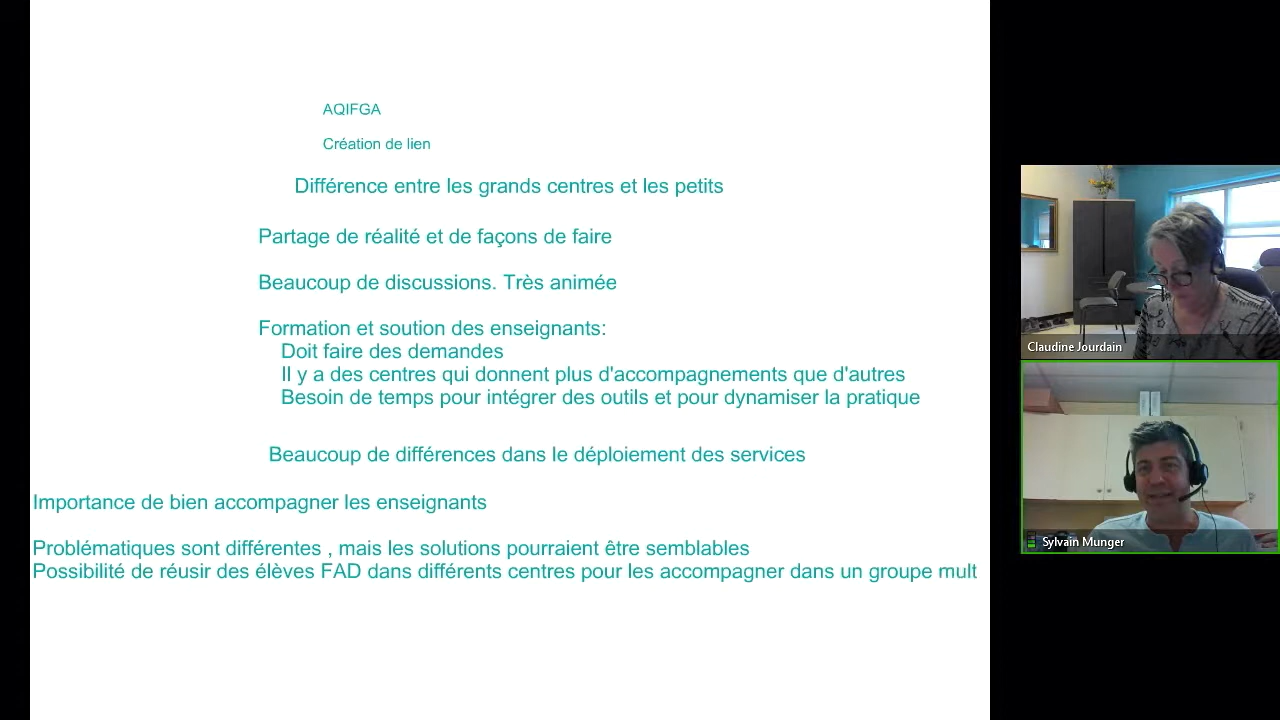 AQIFGA
Création de lien
Différence entre les grands centres et les petits
Partage de réalité et de façons de faire
Beaucoup de discussions. Très animée
Formation et soution des enseignants:
Doit faire des demandes
Il y a des centres qui donnent plus d'accompagnements que d'autres
Besoin de temps pour intégrer des outils et pour dynamiser la pratique
Beaucoup de différences dans le déploiement des services
Importance de bien accompagner les enseignants
Problématiques sont différentes , mais les solutions pourraient être semblables
Possibilité de réusir des élèves FAD dans différents centres pour les accompagner dans un groupe mult
Claudine Jourdain
Sylvain Munger